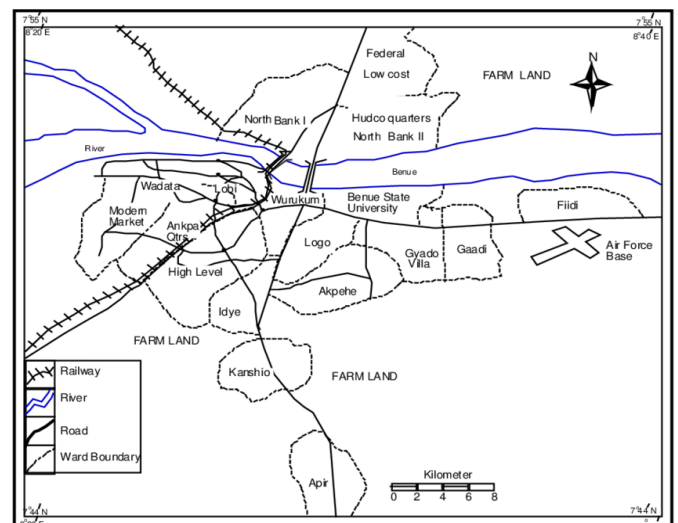 7°55 N
8°20 E
7°55 N
8°40 E
Federal
Low cost
FARM LAND
N
North Bank I
Hudco quarters
North Bank II
River
Benue
Wadata
Lobi
Wurukum
Benue State
University
Fiidi
Modern
Market
Ankpa
Qtrs
Logo
Gyado
Villa
Gaadi
Air Force
Base
High Level
Akpehe
Idye
FARM LAND
Kanshio
FARM LAND
Railway
River
Road
Ward Boundary
Apir
Kilometer
0 2 4 6 8
7°44 N
7°44 N